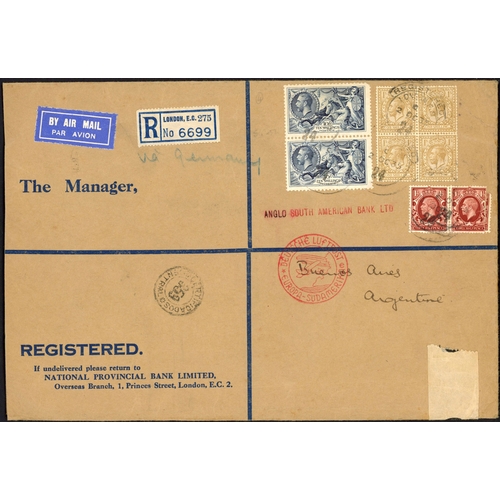 BY AIR MAIL
PAR AVION
LONDON, E.C. 275
R No 6699
via Germany
The Manager,
ANGLO SOUTH AMERICAN BANK LTD
DEUTSCHE LUFTPOST
Buenos Aires
Argentine
REGISTERED.
If undelivered please return to
NATIONAL PROVINCIAL BANK LIMITED,
Overseas Branch, 1, Princes Street, London, E.C. 2.